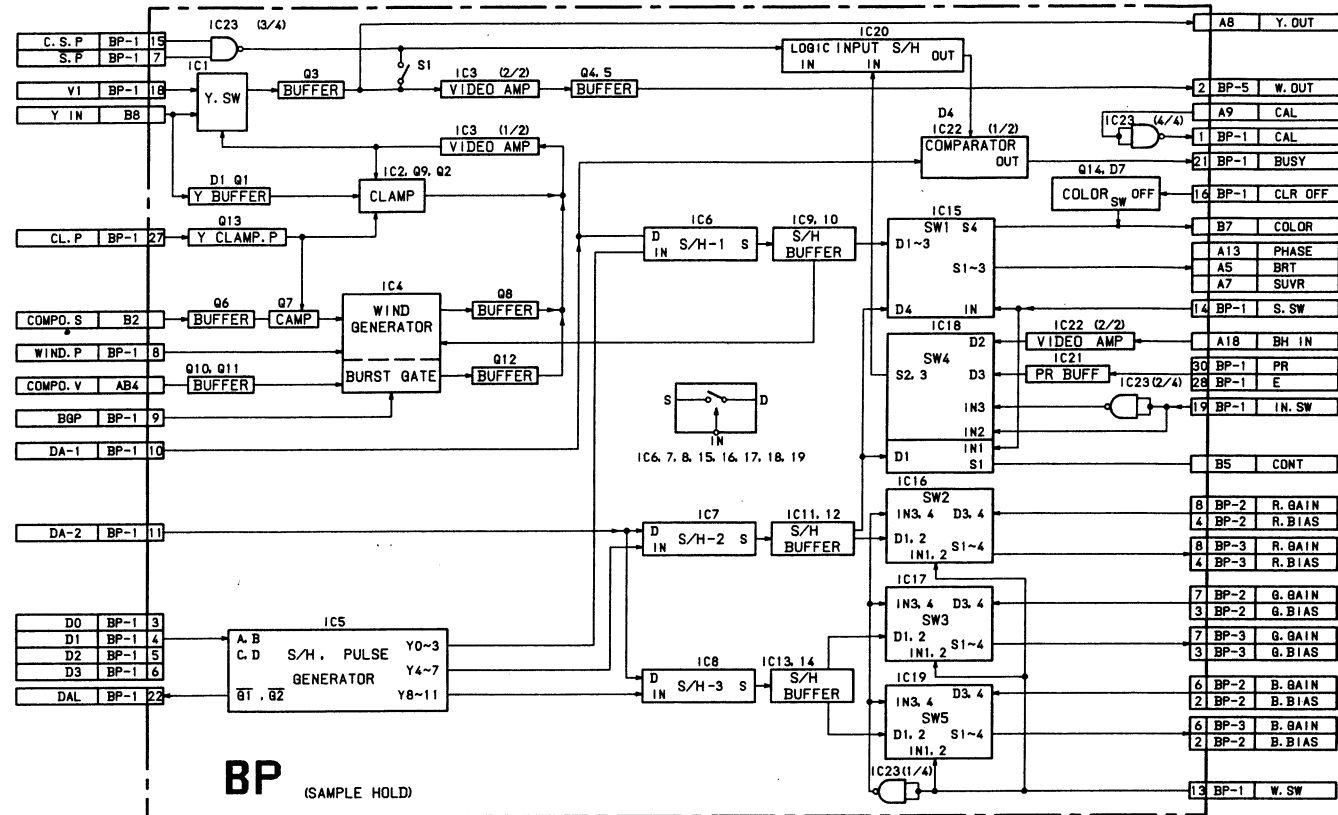 IC23 (3/4)
C.S.P BP-1 15
S.P BP-1 7
IC1
V1 BP-1 18
Y. SW
Y IN B8
Q3
BUFFER
S1
IC3 (2/2)
VIDEO AMP
Q4, 5
BUFFER
IC20
LOGIC INPUT S/H
IN IN OUT
A8 Y. OUT
2 BP-5 W. OUT
A9 CAL
IC23 (4/4)
1 BP-1 CAL
D4
IC22 (1/2)
COMPARATOR
OUT
21 BP-1 BUSY
IC3 (1/2)
VIDEO AMP
D1 Q1
Y BUFFER
IC2, Q9, Q2
CLAMP
Q14, D7
COLOR SW OFF
16 BP-1 CLR OFF
Q13
CL.P BP-1 27
Y CLAMP.P
IC6
D
IN S/H-1 S
IC9, 10
S/H
BUFFER
IC15
SW1 S4
D1~3
S1~3
D4 IN
B7 COLOR
A13 PHASE
A5 BRT
A7 SUVR
14 BP-1 S. SW
COMPO. S B2
Q6
BUFFER
Q7
CAMP
IC4
WIND
GENERATOR
BURST GATE
Q8
BUFFER
WIND.P BP-1 8
Q12
BUFFER
COMPO. V AB4
Q10, Q11
BUFFER
BGP BP-1 9
IC18
D2
SW4
S2, 3 D3
IN3
IN2
IN1
D1 S1
IC22 (2/2)
VIDEO AMP
A18 BH IN
IC21
PR BUFF
30 BP-1 PR
28 BP-1 E
IC23(2/4)
19 BP-1 IN. SW
B5 CONT
S D
IN
IC6, 7, 8, 15, 16, 17, 18, 19
DA-1 BP-1 10
DA-2 BP-1 11
IC7
D
IN S/H-2 S
IC11, 12
S/H
BUFFER
IC16
SW2
IN3, 4 D3, 4
D1, 2
S1~4
IN1, 2
8 BP-2 R. GAIN
4 BP-2 R. BIAS
8 BP-3 R. GAIN
4 BP-3 R. BIAS
IC17
IN3, 4 D3, 4
SW3
D1, 2 S1~4
IN1, 2
7 BP-2 G. GAIN
3 BP-2 G. BIAS
7 BP-3 G. GAIN
3 BP-3 G. BIAS
D0 BP-1 3
D1 BP-1 4
D2 BP-1 5
D3 BP-1 6
DAL BP-1 22
IC5
A. B
C. D
S/H. PULSE
GENERATOR
G1 , G2
Y0~3
Y4~7
Y8~11
IC8
D
IN S/H-3 S
IC13, 14
S/H
BUFFER
IC19
D3, 4
IN3, 4
SW5
D1, 2 S1~4
IN1, 2
6 BP-2 B. GAIN
2 BP-2 B. BIAS
6 BP-3 B. GAIN
2 BP-2 B. BIAS
IC23(1/4)
13 BP-1 W. SW
BP (SAMPLE HOLD)